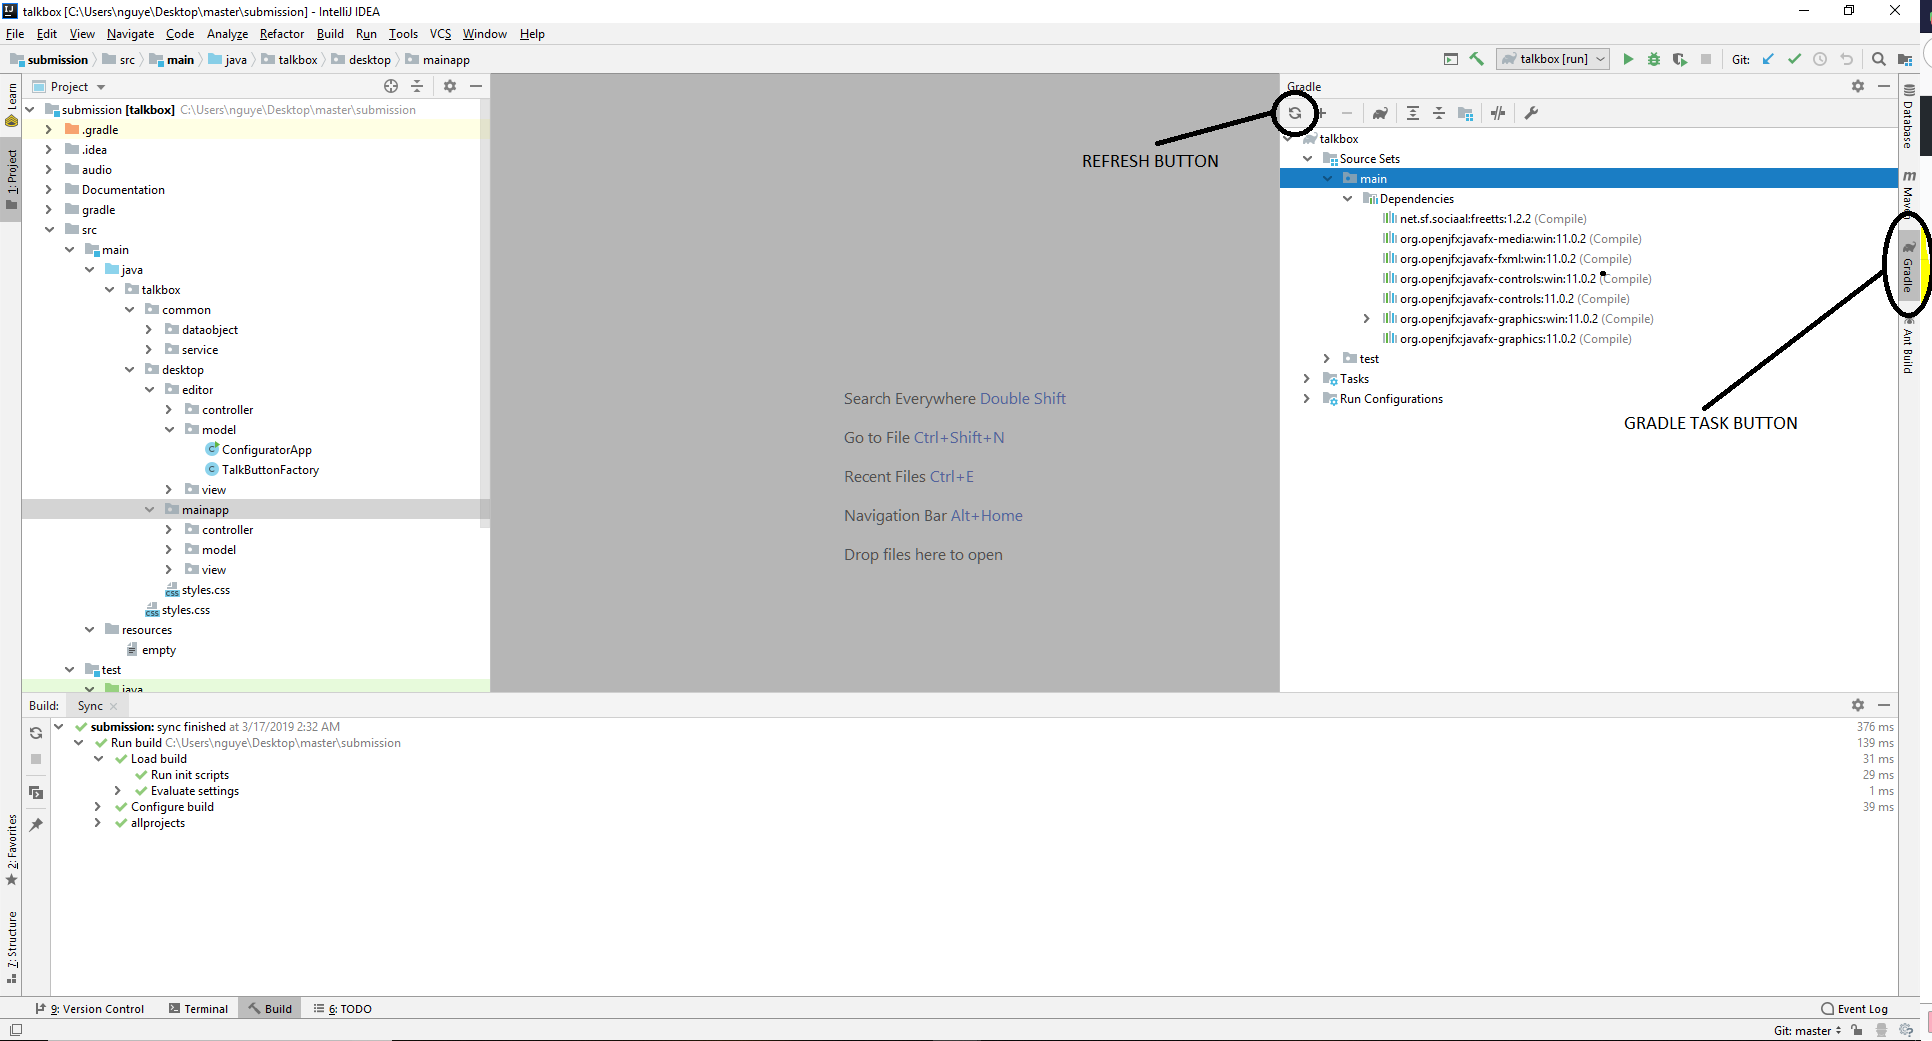 talkbox [C:\Users\nguye\Desktop\master\submission] - IntelliJ IDEA
File Edit View Navigate Code Analyze Refactor Build Run Tools VCS Window Help
submission src main java talkbox desktop mainapp
talkbox [run] Git:
Learn
1: Project
2: Favorites
7: Structure
Project
submission [talkbox] C:\Users\nguye\Desktop\master\submission
.gradle
.idea
audio
Documentation
gradle
src
main
java
talkbox
common
dataobject
service
desktop
editor
controller
model
ConfiguratorApp
TalkButtonFactory
view
mainapp
controller
model
view
styles.css
styles.css
resources
empty
test
java
Search Everywhere Double Shift
Go to File Ctrl+Shift+N
Recent Files Ctrl+E
Navigation Bar Alt+Home
Drop files here to open
REFRESH BUTTON
Gradle
talkbox
Source Sets
main
Dependencies
net.sf.sociaal:freetts:1.2.2 (Compile)
org.openjfx:javafx-media:win:11.0.2 (Compile)
org.openjfx:javafx-fxml:win:11.0.2 (Compile)
org.openjfx:javafx-controls:win:11.0.2 (Compile)
org.openjfx:javafx-controls:11.0.2 (Compile)
org.openjfx:javafx-graphics:win:11.0.2 (Compile)
org.openjfx:javafx-graphics:11.0.2 (Compile)
test
Tasks
Run Configurations
GRADLE TASK BUTTON
Database
Maven
Gradle
Ant Build
Build: Sync
submission: sync finished at 3/17/2019 2:32 AM 376 ms
Run build C:\Users\nguye\Desktop\master\submission 139 ms
Load build 31 ms
Run init scripts 29 ms
Evaluate settings 1 ms
Configure build 39 ms
allprojects
9: Version Control Terminal Build 6: TODO Event Log
Git: master